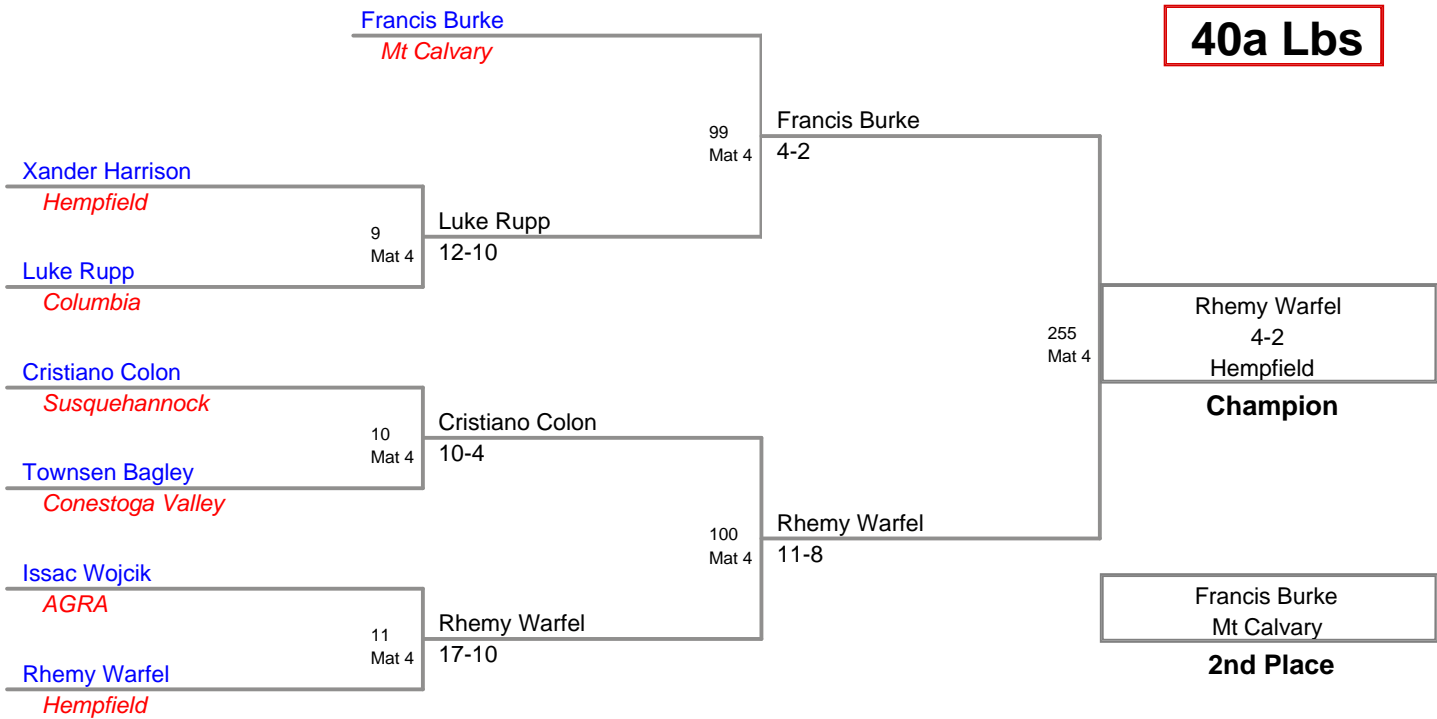 Francis Burke
Mt Calvary
40a Lbs
99
Mat 4
Francis Burke
4-2
Xander Harrison
Hempfield
9
Mat 4
Luke Rupp
12-10
Luke Rupp
Columbia
255
Mat 4
Rhemy Warfel
4-2
Hempfield
Champion
Cristiano Colon
Susquehannock
10
Mat 4
Cristiano Colon
10-4
Townsen Bagley
Conestoga Valley
100
Mat 4
Rhemy Warfel
11-8
Issac Wojcik
AGRA
11
Mat 4
Rhemy Warfel
17-10
Rhemy Warfel
Hempfield
Francis Burke
Mt Calvary
2nd Place